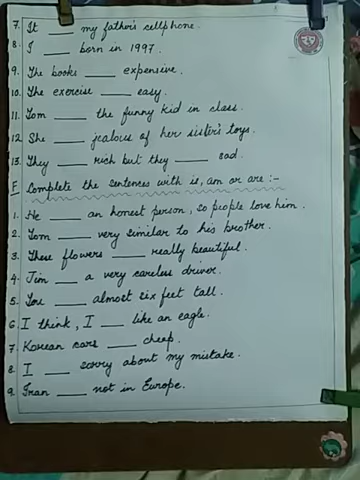 7. It ___ my father's cellphone.
8. I ___ born in 1997.
9. The books ___ expensive.
10. The exercise ___ easy.
11. Tom ___ the funny kid in class.
12. She ___ jealous of her sister's toys.
13. They ___ rich but they ___ sad.
F Complete the sentences with is, am or are :-
1. He ___ an honest person, so people love him.
2. Tom ___ very similar to his brother.
3. These flowers ___ really beautiful.
4. Jim ___ a very careless driver.
5. You ___ almost six feet tall.
6 I think, I ___ like an eagle.
7. Korean cars ___ cheap.
8. I ___ sorry about my mistake.
9. Iran ___ not in Europe.